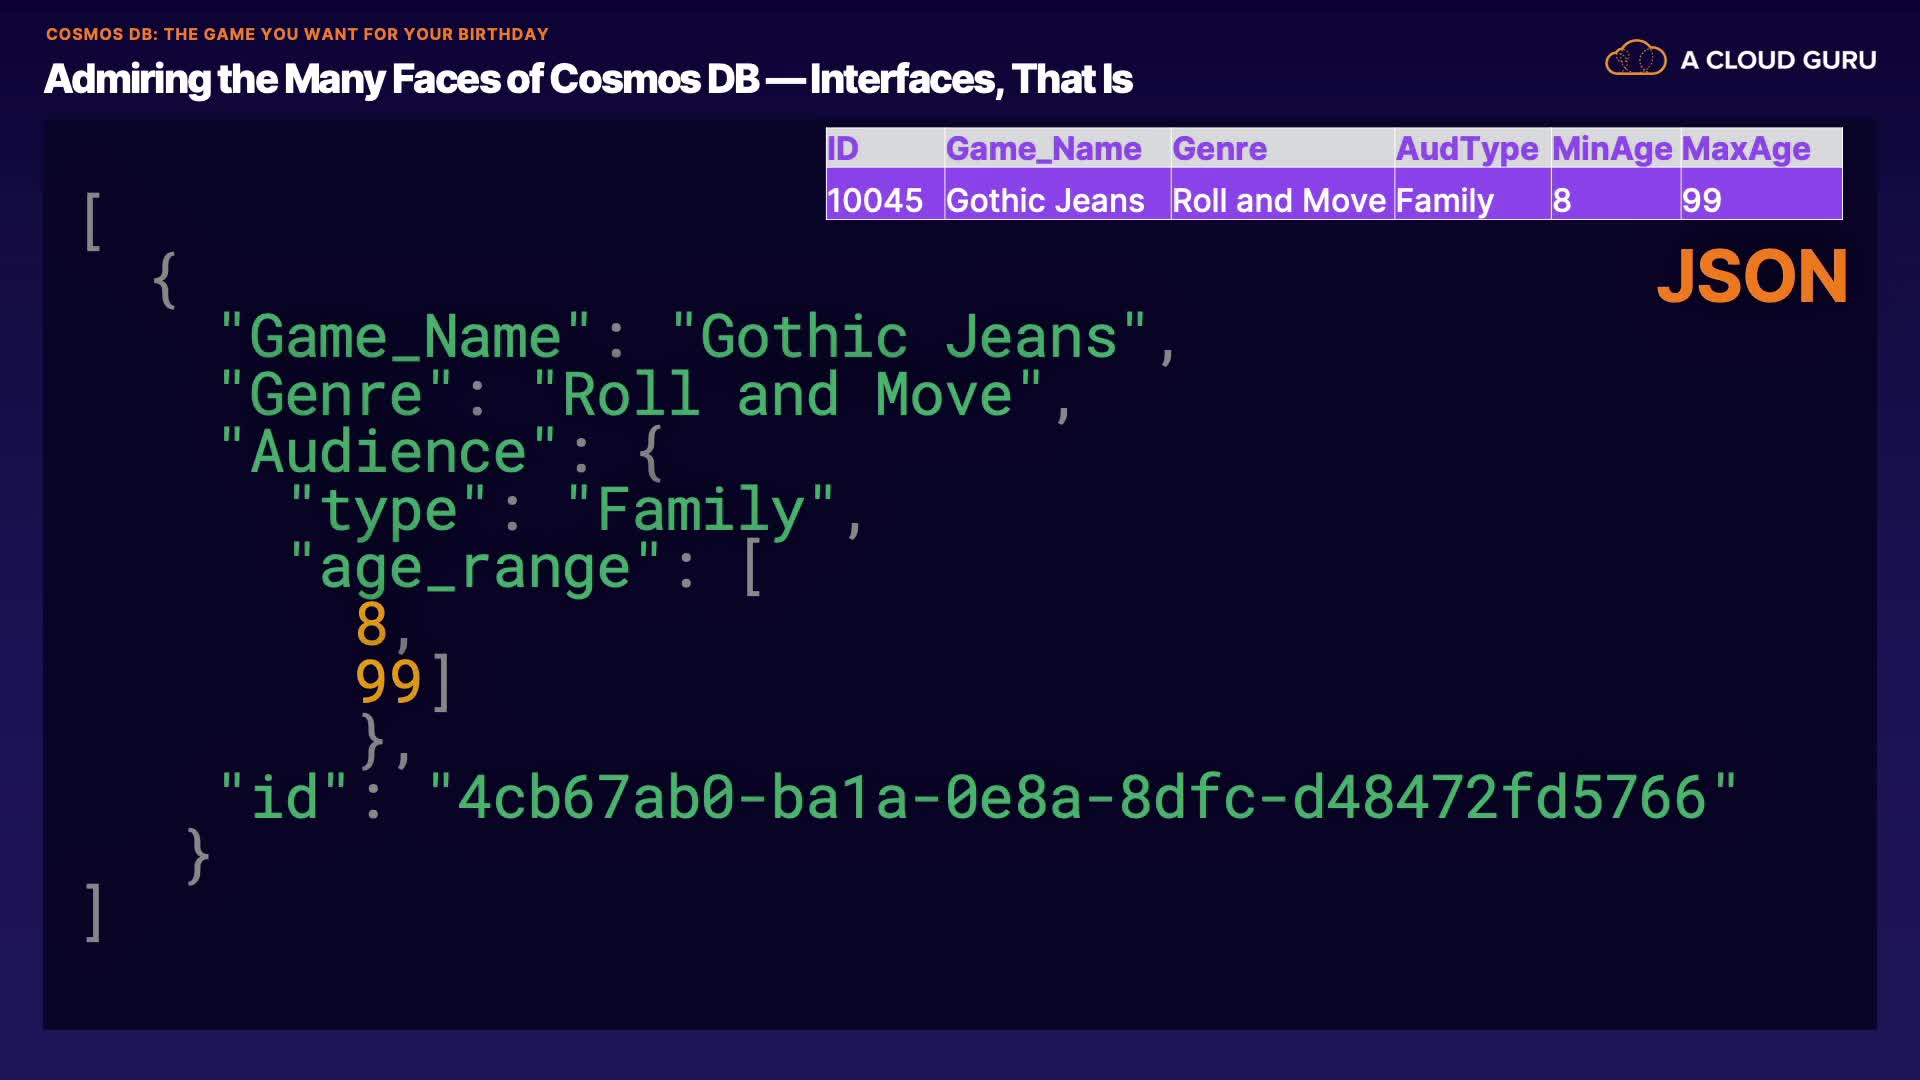 COSMOS DB: THE GAME YOU WANT FOR YOUR BIRTHDAY
Admiring the Many Faces of Cosmos DB — Interfaces, That Is
A CLOUD GURU
ID Game_Name Genre AudType MinAge MaxAge
10045 Gothic Jeans Roll and Move Family 8 99
JSON
[
{
"Game_Name": "Gothic Jeans",
"Genre": "Roll and Move",
"Audience": {
"type": "Family",
"age_range": [
8,
99]
},
"id": "4cb67ab0-ba1a-0e8a-8dfc-d48472fd5766"
}
]